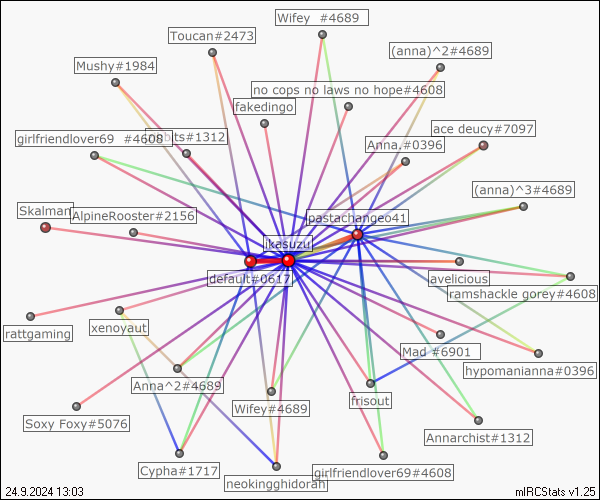 Wifey  #4689
Toucan#2473
(anna)^2#4689
Mushy#1984
no cops no laws no hope#4608
fakedingo
ace deucy#7097
girlfriendlover69  #4608
bits#1312
Anna,#0396
(anna)^3#4689
Skalman
AlpineRooster#2156
pastachangeo41
ikasuzu
default#0617
avelicious
ramshackle gorey#4608
rattgaming
xenoyaut
Mad #6901
hypomanianna#0396
Anna^2#4689
Soxy Foxy#5076
Wifey#4689
frisout
Annarchist#1312
Cypha#1717
neokingghidorah
girlfriendlover69#4608
24.9.2024 13:03
mIRCStats v1.25